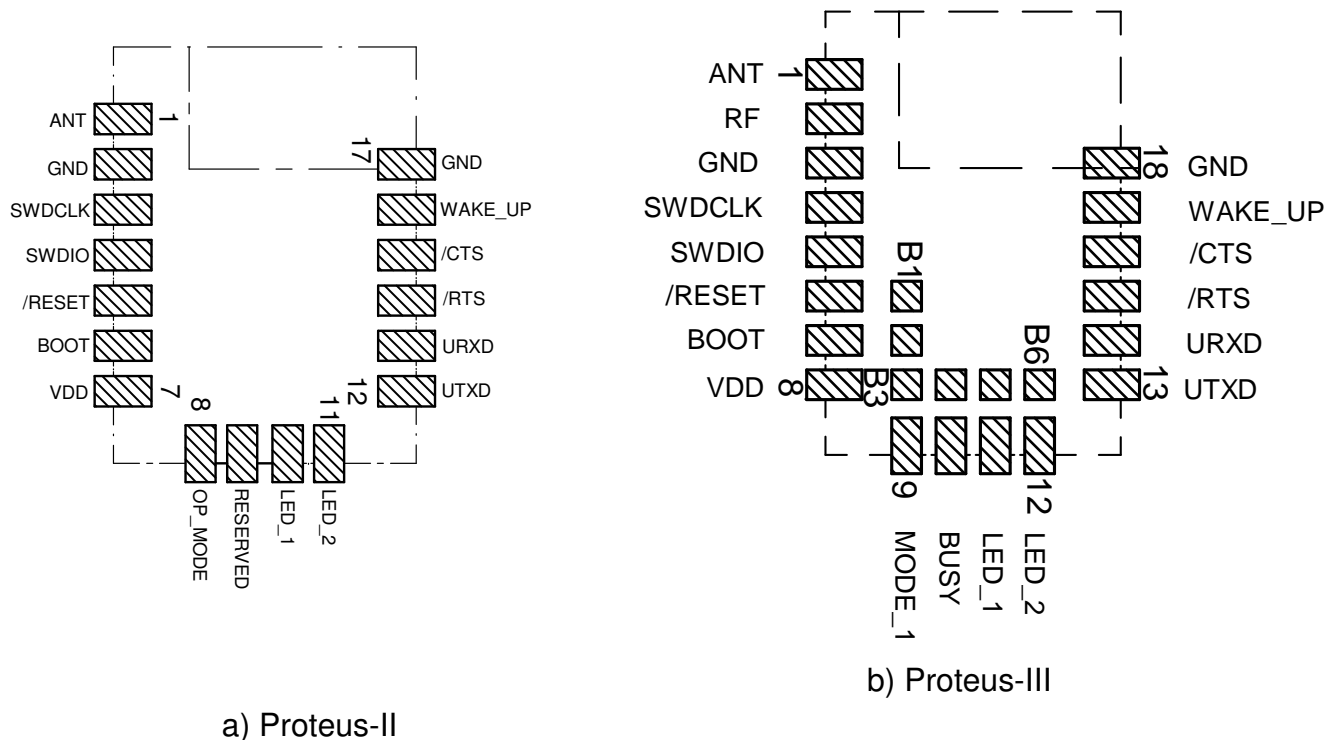 ANT 1
GND
SWDCLK
SWDIO
/RESET
BOOT
VDD 7
8
OP_MODE
RESERVED
LED_1
LED_2
11
12 UTXD
URXD
/RTS
/CTS
WAKE_UP
17 GND
a) Proteus-II
ANT 1
RF
GND
SWDCLK
SWDIO
/RESET
BOOT
VDD 8
B1
B3
B6
9
MODE_1
BUSY
LED_1
LED_2
12
13 UTXD
URXD
/RTS
/CTS
WAKE_UP
18 GND
b) Proteus-III